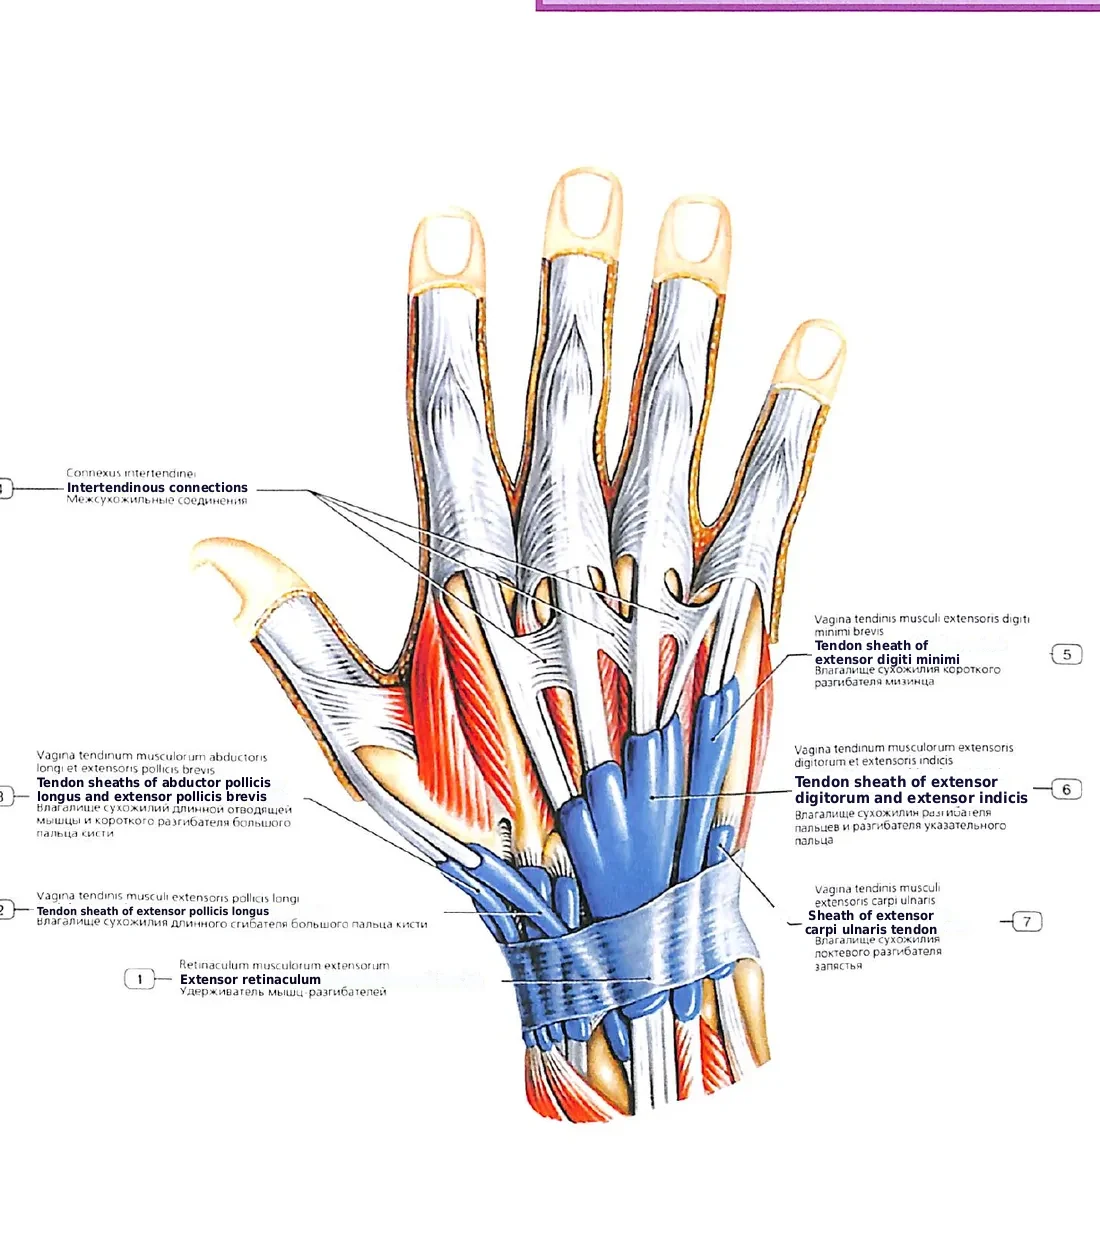 Connexus intertendinei
Intertendinous connections
Межсухожильные соединения
Vagina tendinis musculi extensoris digiti
minimi brevis
Tendon sheath of
extensor digiti minimi
Влагалище сухожилия короткого
разгибателя мизинца
5
Vagina tendinum musculorum abductoris
longi et extensoris pollicis brevis
Tendon sheaths of abductor pollicis
longus and extensor pollicis brevis
Влагалище сухожилий длинной отводящей
мышцы и короткого разгибателя большого
пальца кисти
Vagina tendinum musculorum extensoris
digitorum et extensoris indicis
Tendon sheath of extensor
digitorum and extensor indicis
Влагалище сухожилия разгибателя
пальцев и разгибателя указательного
пальца
6
2
Vagina tendinis musculi extensoris pollicis longi
Tendon sheath of extensor pollicis longus
Влагалище сухожилия длинного сгибателя большого пальца кисти
Vagina tendinis musculi
extensoris carpi ulnaris
Sheath of extensor
carpi ulnaris tendon
Влагалище сухожилия
локтевого разгибателя
запястья
7
1
Retinaculum musculorum extensorum
Extensor retinaculum
Удерживатель мышц-разгибателей